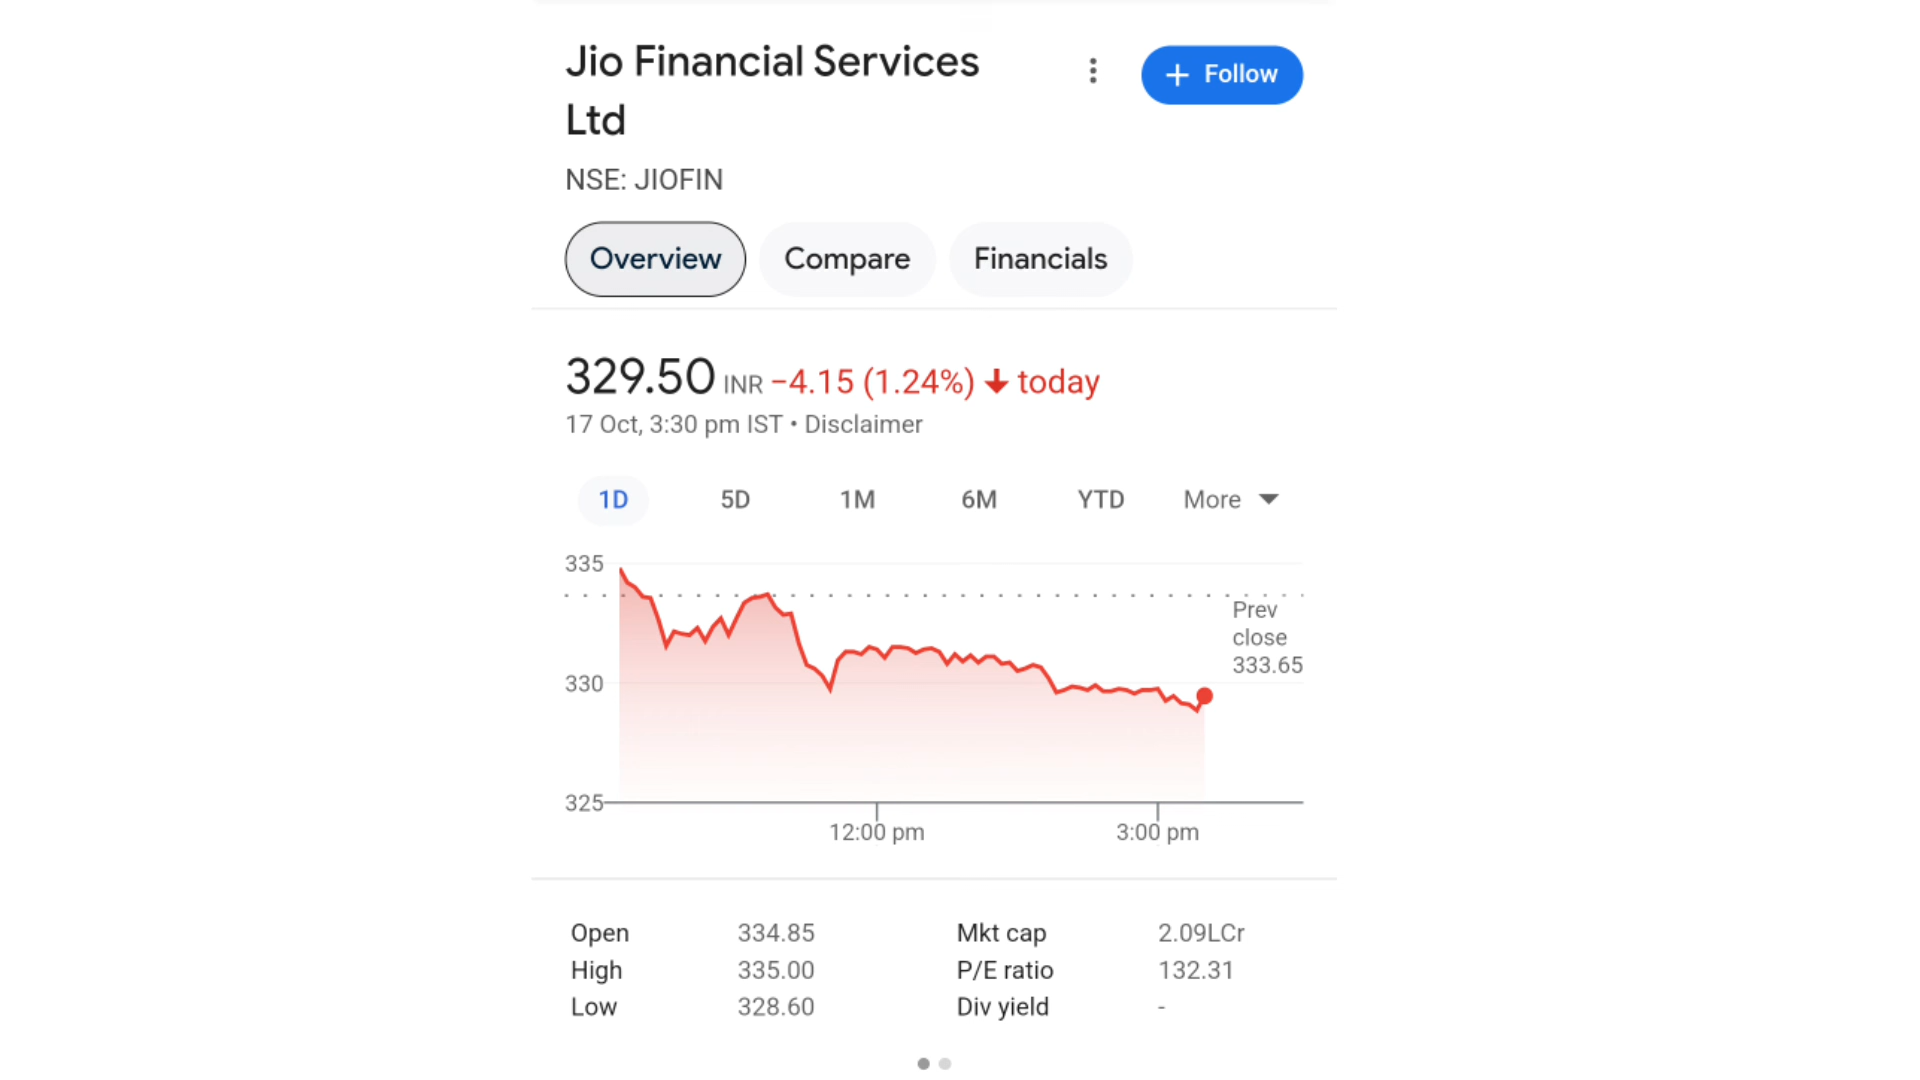 Jio Financial Services
Ltd
+ Follow
NSE: JIOFIN
Overview
Compare
Financials
329.50 INR −4.15 (1.24%) ↓ today
17 Oct, 3:30 pm IST • Disclaimer
1D 5D 1M 6M YTD More
335
Prev
close
333.65
330
325
12:00 pm 3:00 pm
Open 334.85 Mkt cap 2.09LCr
High 335.00 P/E ratio 132.31
Low 328.60 Div yield -